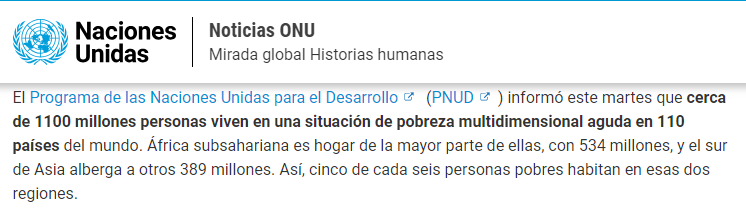 Naciones
Unidas
Noticias ONU
Mirada global Historias humanas
El Programa de las Naciones Unidas para el Desarrollo (PNUD ) informó este martes que cerca
de 1100 millones personas viven en una situación de pobreza multidimensional aguda en 110
países del mundo. África subsahariana es hogar de la mayor parte de ellas, con 534 millones, y el sur
de Asia alberga a otros 389 millones. Así, cinco de cada seis personas pobres habitan en esas dos
regiones.